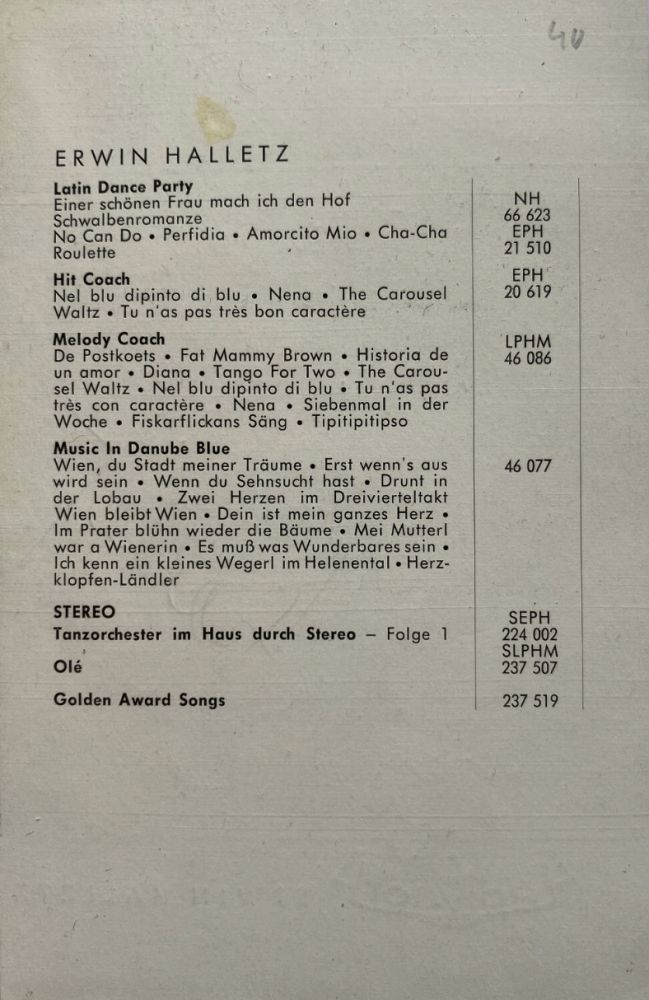 40
ERWIN HALLETZ
Latin Dance Party
Einer schönen Frau mach ich den Hof NH
Schwalbenromanze 66 623
No Can Do • Perfidia • Amorcito Mio • Cha-Cha EPH
Roulette 21 510
Hit Coach EPH
Nel blu dipinto di blu • Nena • The Carousel 20 619
Waltz • Tu n'as pas très bon caractère
Melody Coach LPHM
De Postkoets • Fat Mammy Brown • Historia de 46 086
un amor • Diana • Tango For Two • The Carou-
sel Waltz • Nel blu dipinto di blu • Tu n'as pas
très con caractère • Nena • Siebenmal in der
Woche • Fiskarflickans Säng • Tipitipitipso
Music In Danube Blue
Wien, du Stadt meiner Träume • Erst wenn's aus 46 077
wird sein • Wenn du Sehnsucht hast • Drunt in
der Lobau • Zwei Herzen im Dreivierteltakt
Wien bleibt Wien • Dein ist mein ganzes Herz •
Im Prater blühn wieder die Bäume • Mei Mutterl
war a Wienerin • Es muß was Wunderbares sein •
Ich kenn ein kleines Wegerl im Helenental • Herz-
klopfen-Ländler
STEREO SEPH
Tanzorchester im Haus durch Stereo – Folge 1 224 002
SLPHM
Olé 237 507
Golden Award Songs 237 519